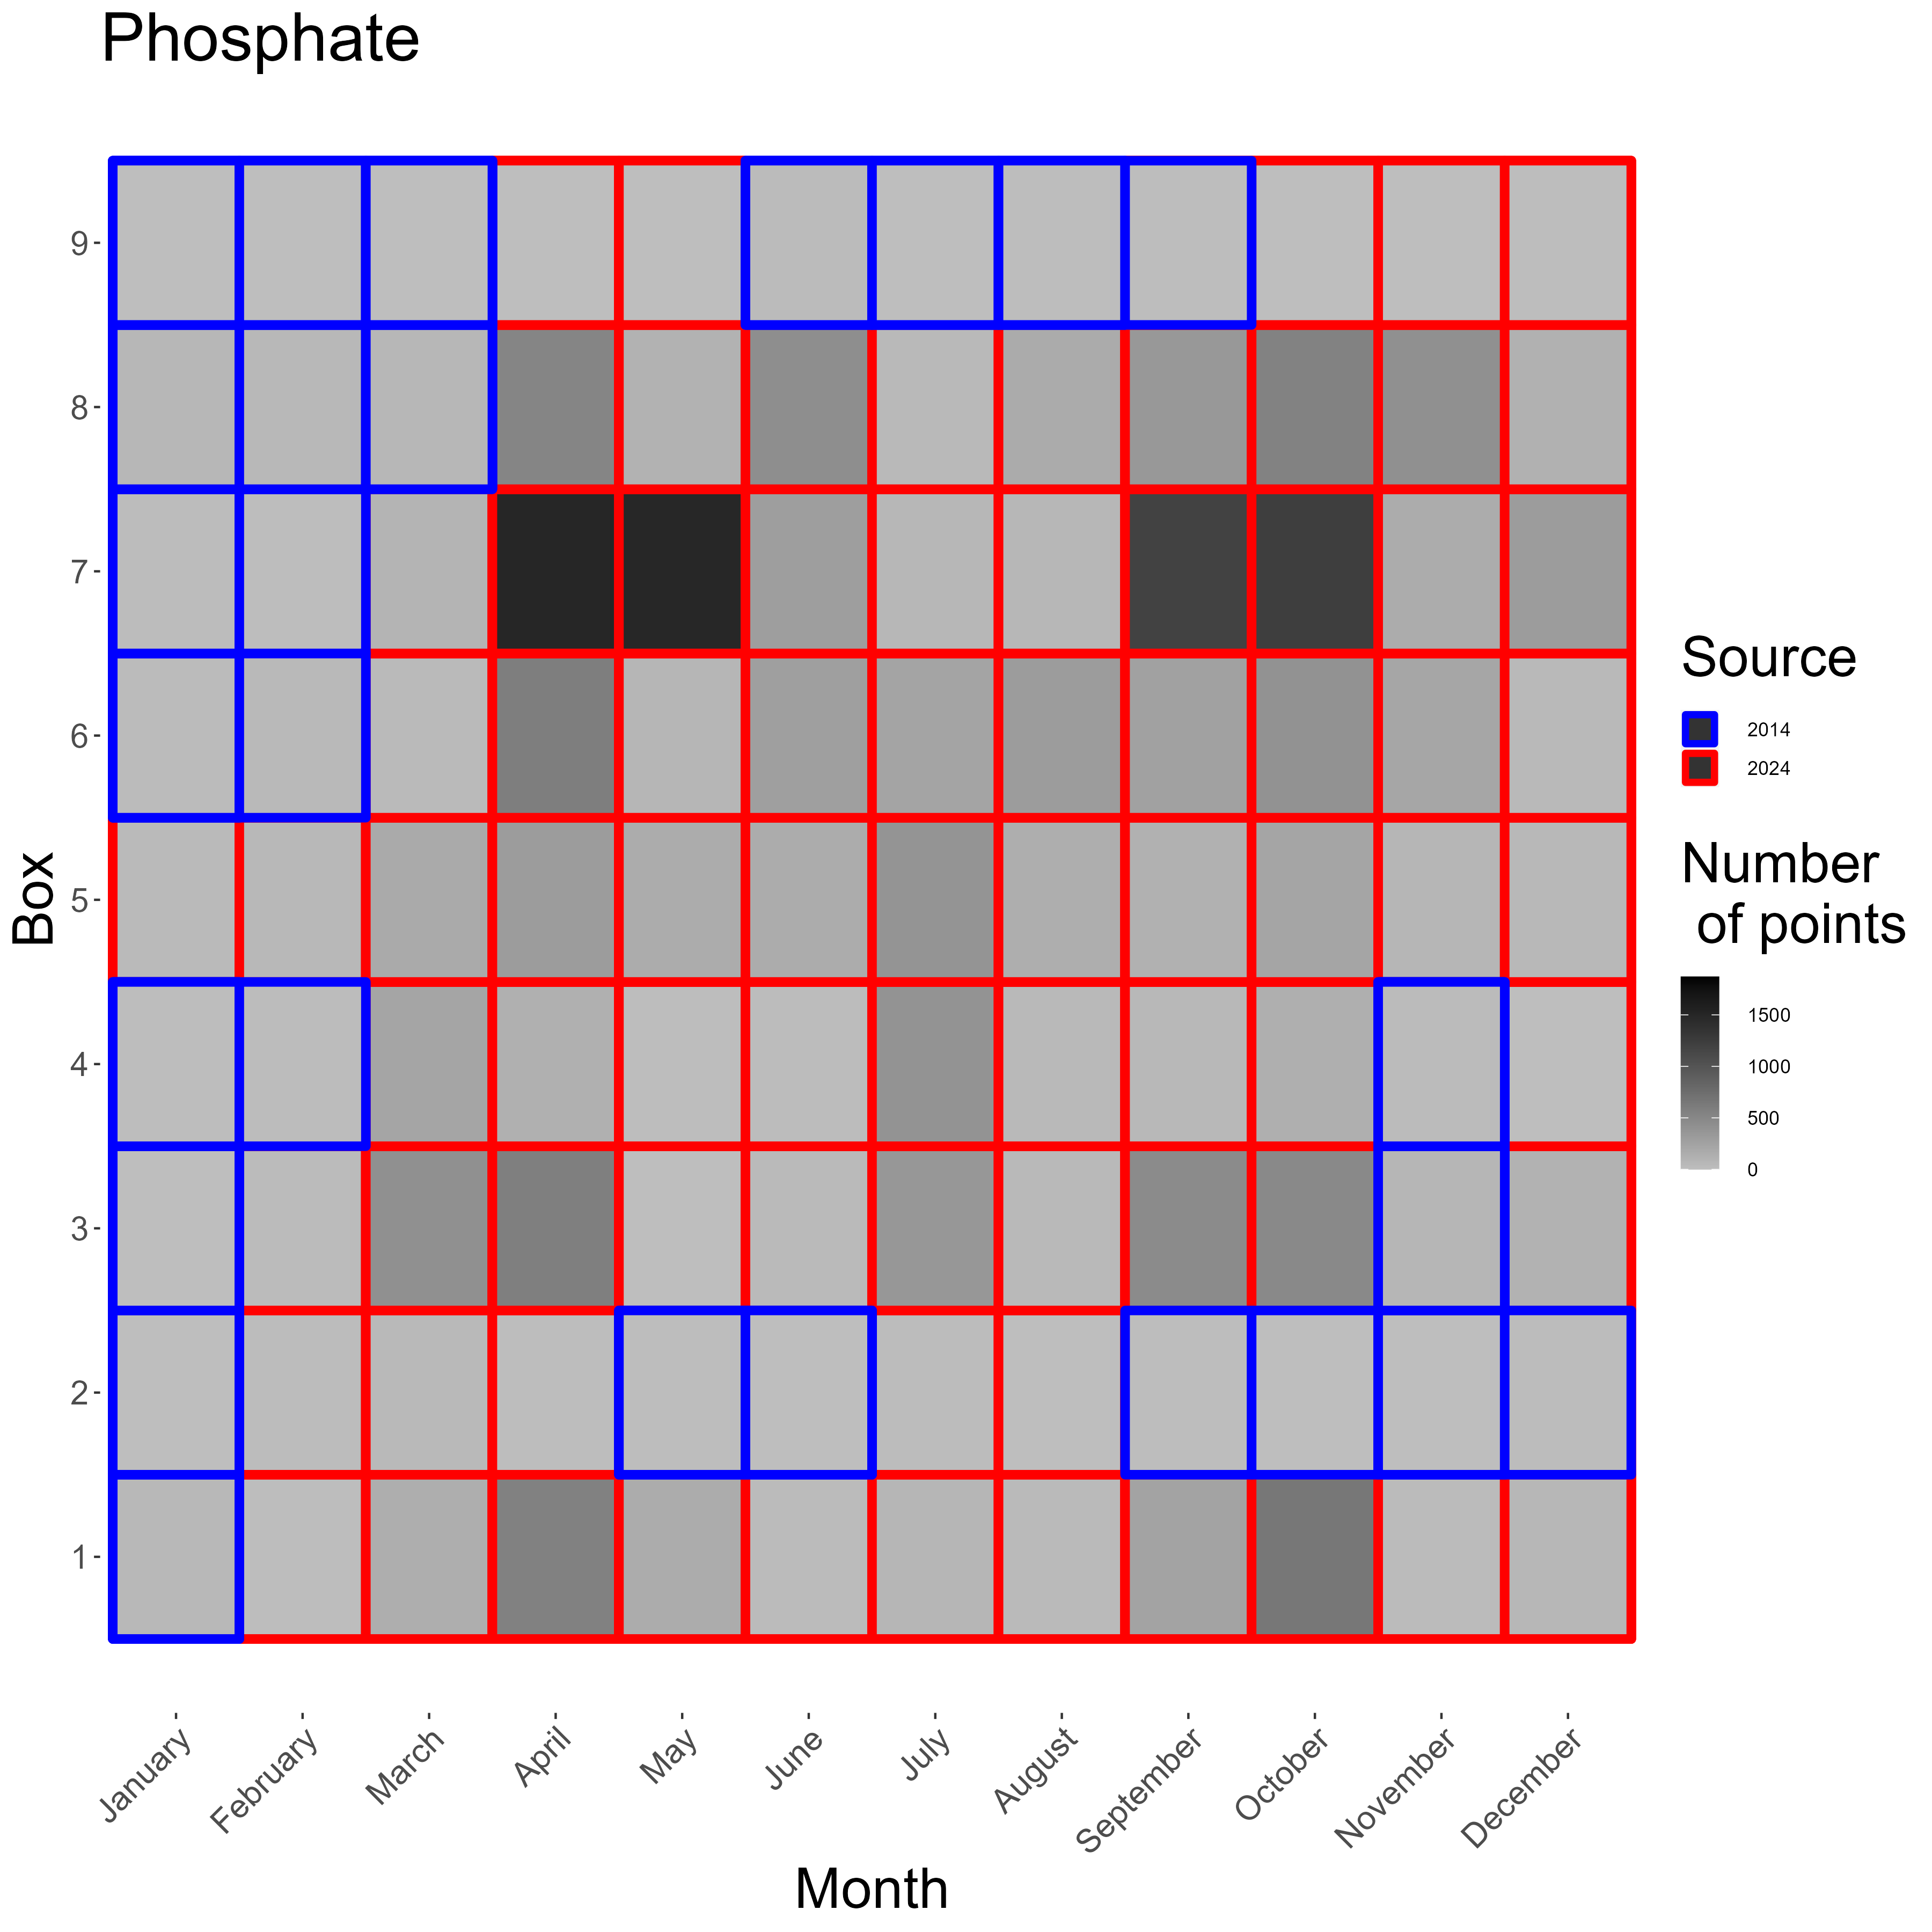 Phosphate
9
8
7
6
5
4
3
2
1
Box
January
February
March
April
May
June
July
August
September
October
November
December
Month
Source
2014
2024
Number
of points
1500
1000
500
0